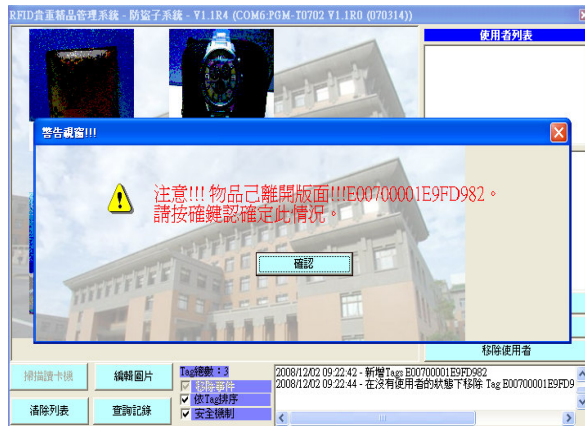 RFID貴重精品管理系統 - 防盜子系統 - V1.1R4 (COM6:PGM-T0702 V1.1R0 (070314))
使用者列表
警告視窗!!!
注意!!! 物品已離開版面!!!E00700001E9FD982。
請按確鍵認確定此情況。
確認
移除使用者
掃描讀卡機
編輯圖片
Tag總數：3
移除事件
依Tag排序
安全機制
清除列表
查詢記錄
2008/12/02 09:22:42 - 新增Tags E00700001E9FD982
2008/12/02 09:22:44 - 在沒有使用者的狀態下移除 Tag E00700001E9FD9